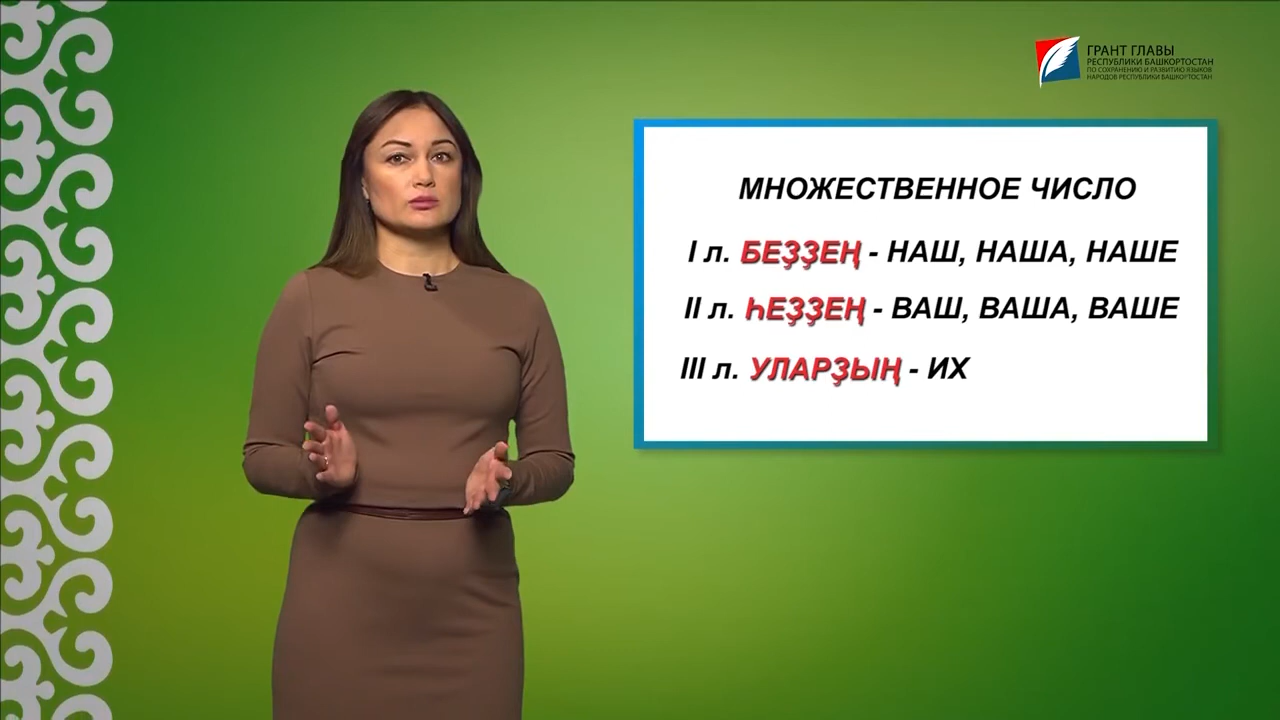 ГРАНТ ГЛАВЫ
РЕСПУБЛИКИ БАШКОРТОСТАН
ПО СОХРАНЕНИЮ И РАЗВИТИЮ ЯЗЫКОВ
НАРОДОВ РЕСПУБЛИКИ БАШКОРТОСТАН
МНОЖЕСТВЕННОЕ ЧИСЛО
I л. БЕҘҘЕҢ - НАШ, НАША, НАШЕ
II л. ҺЕҘҘЕҢ - ВАШ, ВАША, ВАШЕ
III л. УЛАРҘЫҢ - ИХ